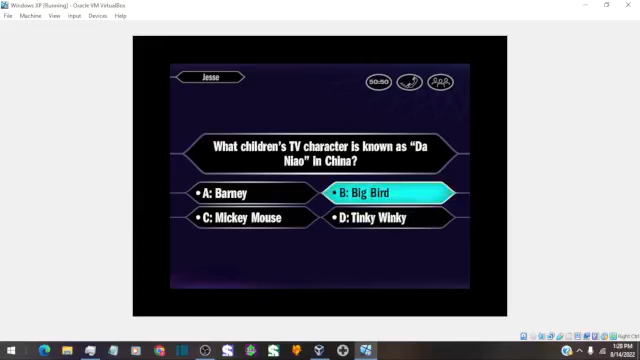 Windows XP [Running] - Oracle VM VirtualBox
File Machine View Input Devices Help
Jesse
50:50
What children's TV character is known as “Da
Niao” in China?
• A: Barney
• B: Big Bird
• C: Mickey Mouse
• D: Tinky Winky
Right Ctrl
1:28 PM
8/14/2022